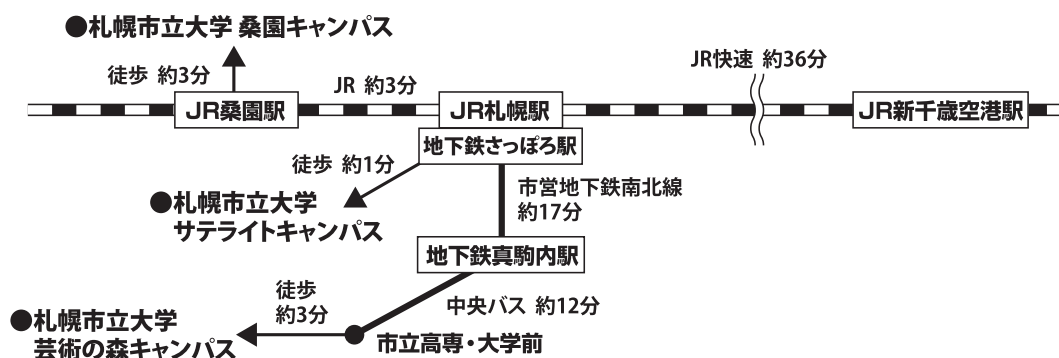 ●札幌市立大学 桑園キャンパス
徒歩 約3分
JR 約3分
JR快速 約36分
JR桑園駅
JR札幌駅
JR新千歳空港駅
地下鉄さっぽろ駅
徒歩 約1分
●札幌市立大学
サテライトキャンパス
市営地下鉄南北線
約17分
地下鉄真駒内駅
中央バス 約12分
徒歩
約3分
●札幌市立大学
芸術の森キャンパス
市立高専・大学前